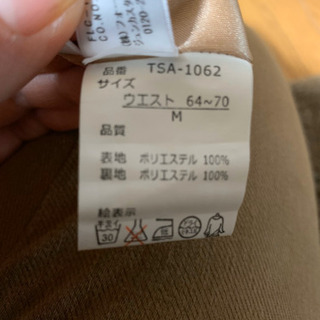 品番 TSA-1062
サイズ
ウエスト 64~70
M
品質
表地 ポリエステル 100%
裏地 ポリエステル 100%
絵表示
30